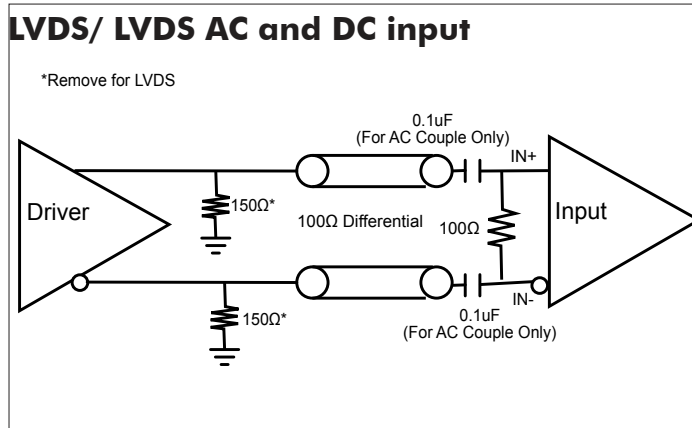 LVDS/ LVDS AC and DC input
*Remove for LVDS
0.1uF
(For AC Couple Only)
IN+
Driver
150Ω*
100Ω Differential
100Ω
Input
IN-
150Ω*
0.1uF
(For AC Couple Only)